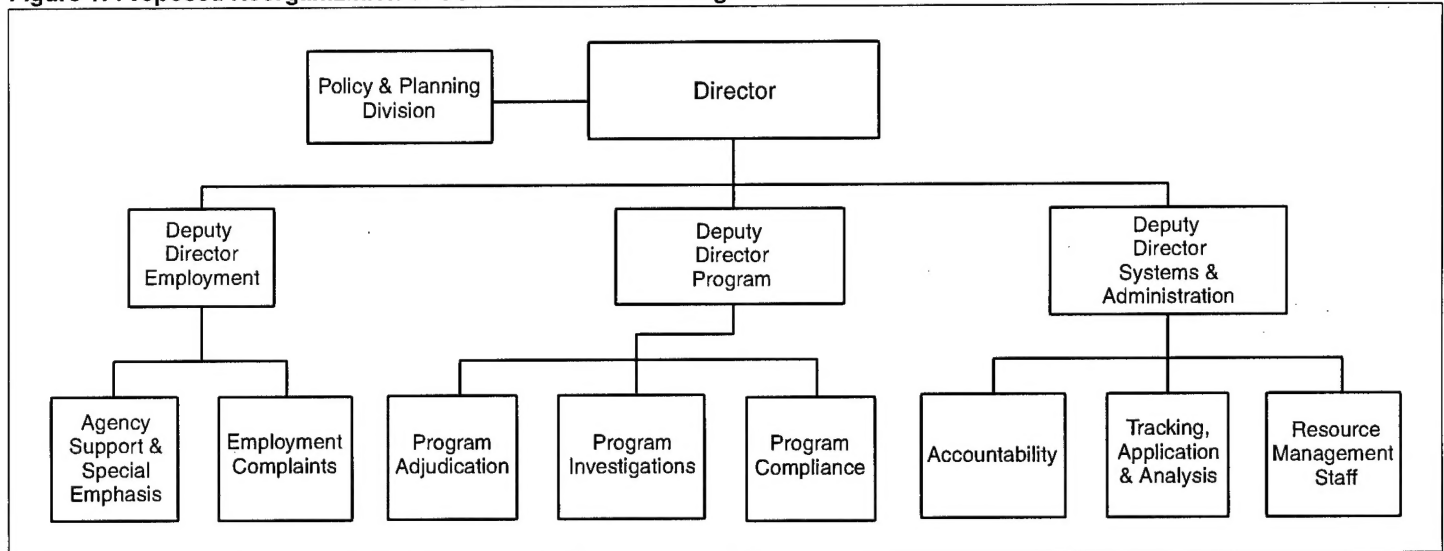 Policy & Planning
Division
Director
Deputy
Director
Employment
Deputy
Director
Program
Deputy
Director
Systems &
Administration
Agency
Support &
Special
Emphasis
Employment
Complaints
Program
Adjudication
Program
Investigations
Program
Compliance
Accountability
Tracking,
Application
& Analysis
Resource
Management
Staff